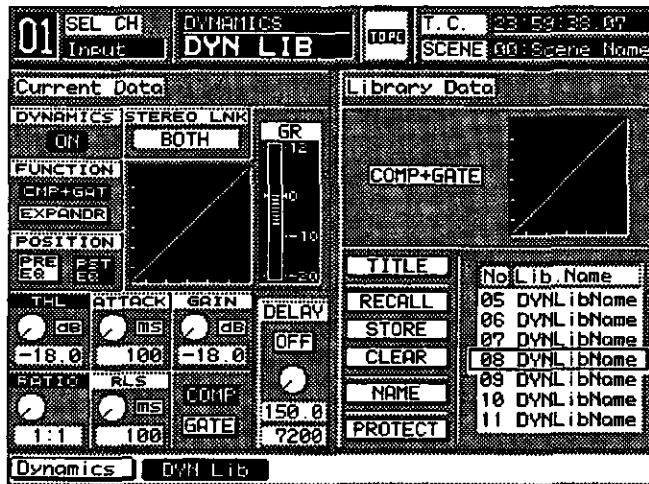 01 SEL CH DYNAMICS TOPC T.C. 23:59:38.07
Input DYN LIB SCENE 00:Scene Name
Current Data Library Data
DYNAMICS STEREO LNK GR
ON BOTH 12
FUNCTION
CMP+GAT 0 COMP+GATE
EXPANDR
POSITION -10
PRE EQ PST EQ -20
TITLE No Lib.Name
THL ATTACK GAIN DELAY RECALL 05 DYNLibName
dB ms dB OFF STORE 06 DYNLibName
-18.0 100 -18.0 CLEAR 07 DYNLibName
08 DYNLibName
RATIO RLS COMP NAME 09 DYNLibName
ms 150.0 10 DYNLibName
1:1 100 GATE 7200 PROTECT 11 DYNLibName
Dynamics DYN Lib